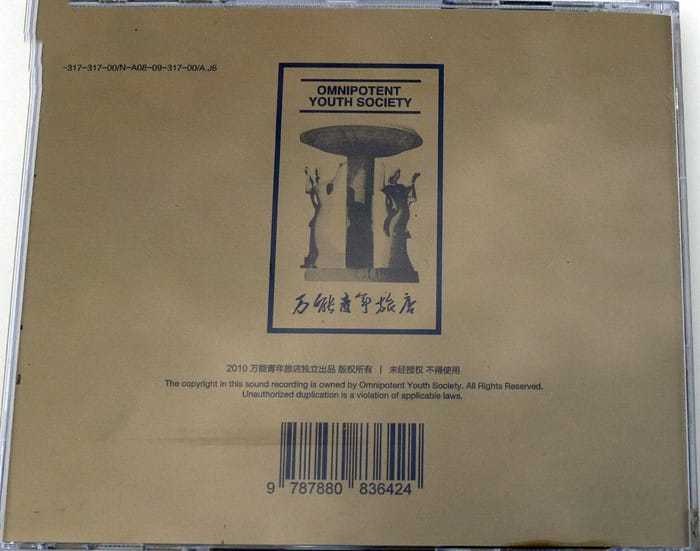 -317-317-00/N-A08-09-317-00/A.J6
OMNIPOTENT
YOUTH SOCIETY
万能青年旅店
2010 万能青年旅店独立出品 版权所有 | 未经授权 不得使用
The copyright in this sound recording is owned by Omnipotent Youth Society. All Rights Reserved.
Unauthorized duplication is a violation of applicable laws.
9 787880 836424